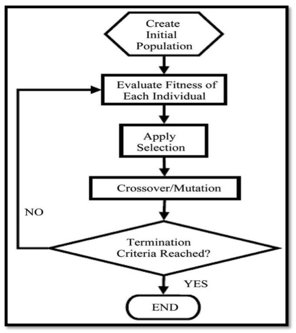 Create
Initial
Population
Evaluate Fitness of
Each Individual
Apply
Selection
Crossover/Mutation
NO
Termination
Criteria Reached?
YES
END